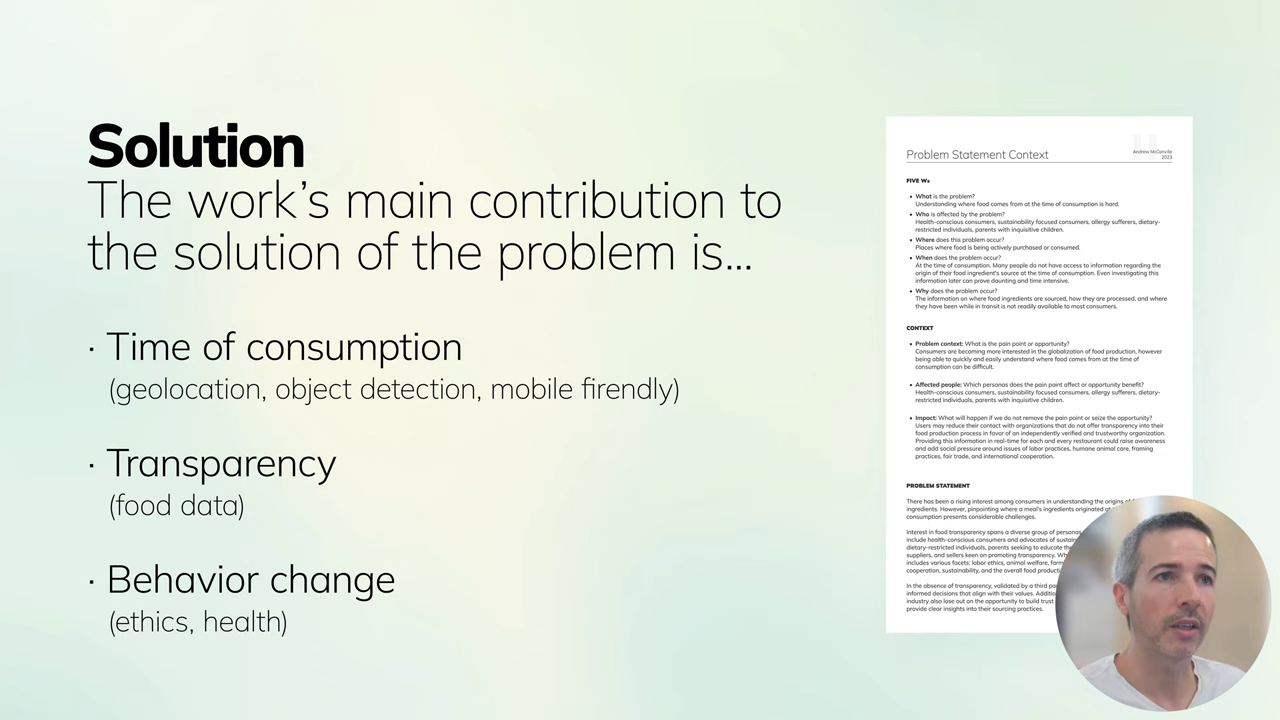 Solution
The work’s main contribution to
the solution of the problem is...
· Time of consumption
(geolocation, object detection, mobile firendly)
· Transparency
(food data)
· Behavior change
(ethics, health)
Problem Statement Context
Andrew McConville
2023
FIVE Ws
• What is the problem?
Understanding where food comes from at the time of consumption is hard.
• Who is affected by the problem?
Health-conscious consumers, sustainability focused consumers, allergy sufferers, dietary-
restricted individuals, parents with inquisitive children.
• Where does this problem occur?
Places where food is being actively purchased or consumed.
• When does the problem occur?
At the time of consumption. Many people do not have access to information regarding the
origin of their food ingredient's source at the time of consumption. Even investigating this
information later can prove daunting and time intensive.
• Why does the problem occur?
The information on where food ingredients are sourced, how they are processed, and where
they have been while in transit is not readily available to most consumers.
CONTEXT
• Problem context: What is the pain point or opportunity?
Consumers are becoming more interested in the globalization of food production, however
being able to quickly and easily understand where food comes from at the time of
consumption can be difficult.
• Affected people: Which personas does the pain point affect or opportunity benefit?
Health-conscious consumers, sustainability focused consumers, allergy sufferers, dietary-
restricted individuals, parents with inquisitive children.
• Impact: What will happen if we do not remove the pain point or seize the opportunity?
Users may reduce their contact with organizations that do not offer transparency into their
food production process in favor of an independently verified and trustworthy organization.
Providing this information in real-time for each and every restaurant could raise awareness
and add social pressure around issues of labor practices, humane animal care, framing
practices, fair trade, and international cooperation.
PROBLEM STATEMENT
There has been a rising interest among consumers in understanding the origins
ingredients. However, pinpointing where a meal's ingredients originated
consumption presents considerable challenges.
Interest in food transparency spans a diverse group of personas
include health-conscious consumers and advocates of
dietary-restricted individuals, parents seeking to educate
suppliers, and sellers keen on promoting transparency.
includes various facets: labor ethics, animal welfare,
cooperation, sustainability, and the overall food
In the absence of transparency, validated by a third
informed decisions that align with their values.
industry also lose out on the opportunity to build trust
provide clear insights into their sourcing practices.